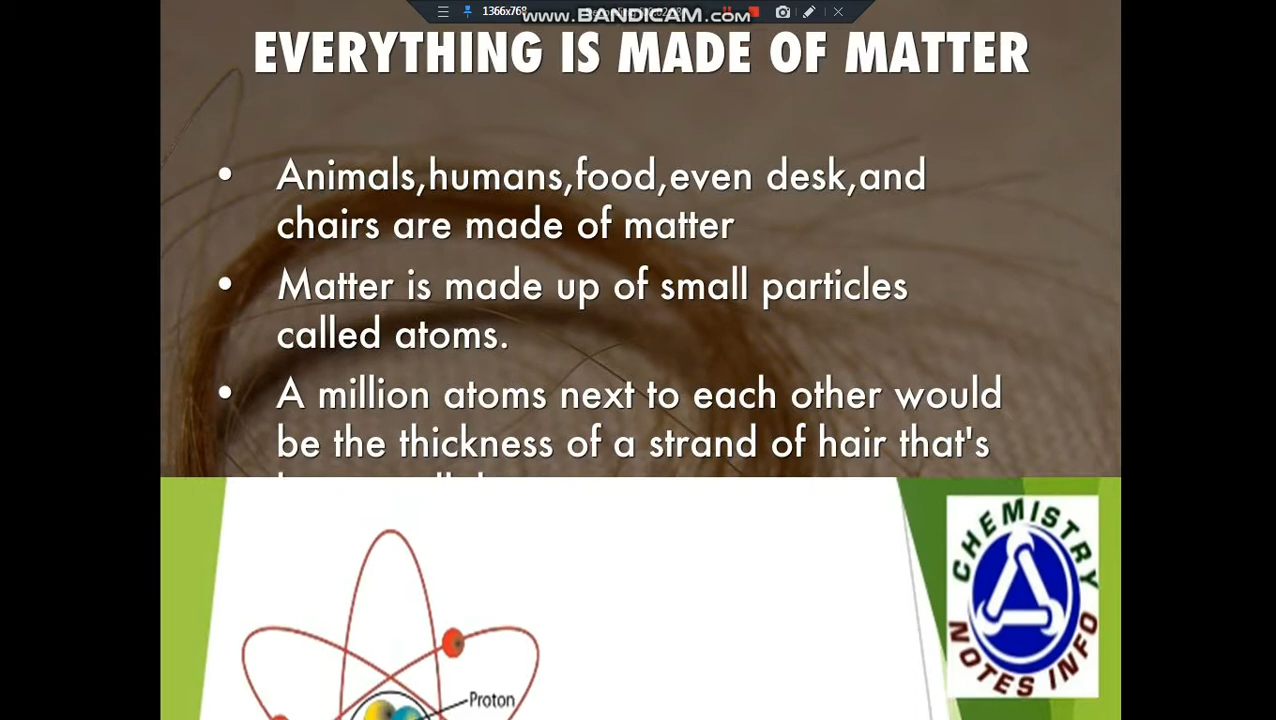 1366x768
www.BANDICAM.com
EVERYTHING IS MADE OF MATTER
• Animals,humans,food,even desk,and
chairs are made of matter
• Matter is made up of small particles
called atoms.
• A million atoms next to each other would
be the thickness of a strand of hair that's
Proton
CHEMISTRY
NOTES INFO